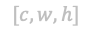 [c, w, h]